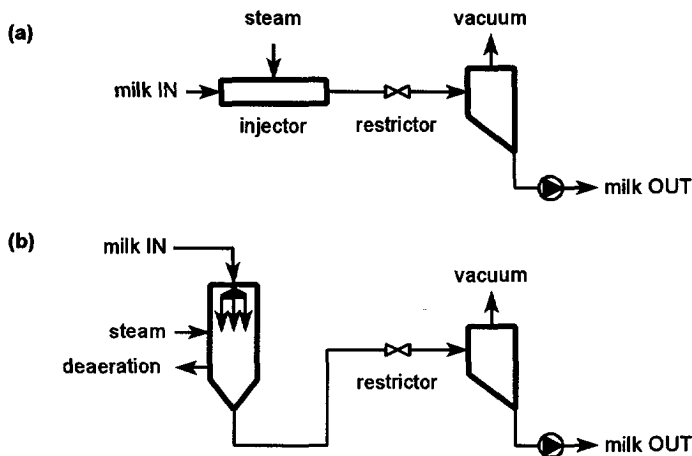 (a)
steam
vacuum
milk IN
injector
restrictor
milk OUT
(b)
milk IN
vacuum
steam
deaeration
restrictor
milk OUT